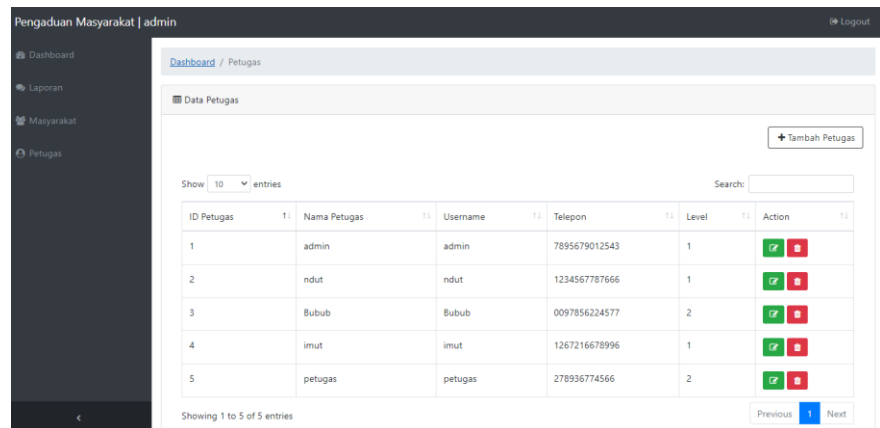 Pengaduan Masyarakat | admin Logout
Dashboard
Laporan
Masyarakat
Petugas
Dashboard / Petugas
Data Petugas
Tambah Petugas
Show 10 entries Search:
ID Petugas Nama Petugas Username Telepon Level Action
1 admin admin 7895679012543 1
2 ndut ndut 1234567787666 1
3 Bubub Bubub 0097856224577 2
4 imut imut 1267216678996 1
5 petugas petugas 278936774566 2
Showing 1 to 5 of 5 entries Previous 1 Next